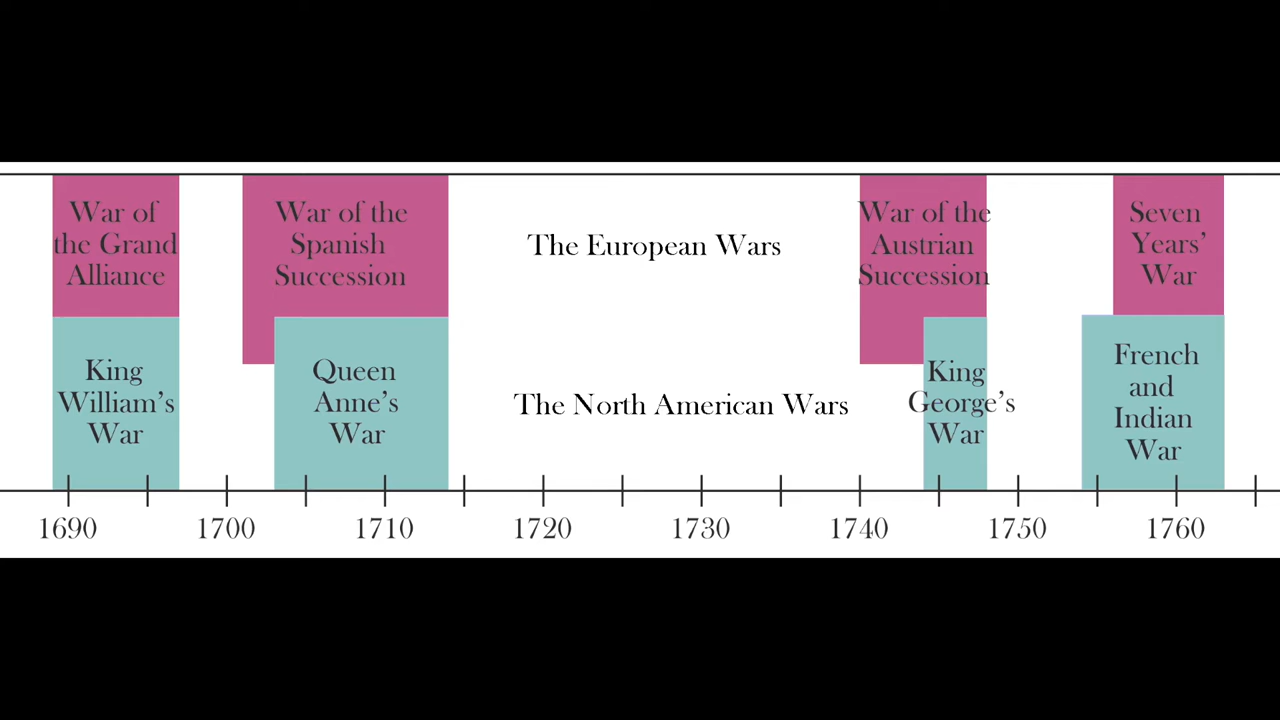 War of
the Grand
Alliance
War of the
Spanish
Succession
The European Wars
War of the
Austrian
Succession
Seven
Years’
War
King
William’s
War
Queen
Anne’s
War
The North American Wars
King
George’s
War
French
and
Indian
War
1690 1700 1710 1720 1730 1740 1750 1760